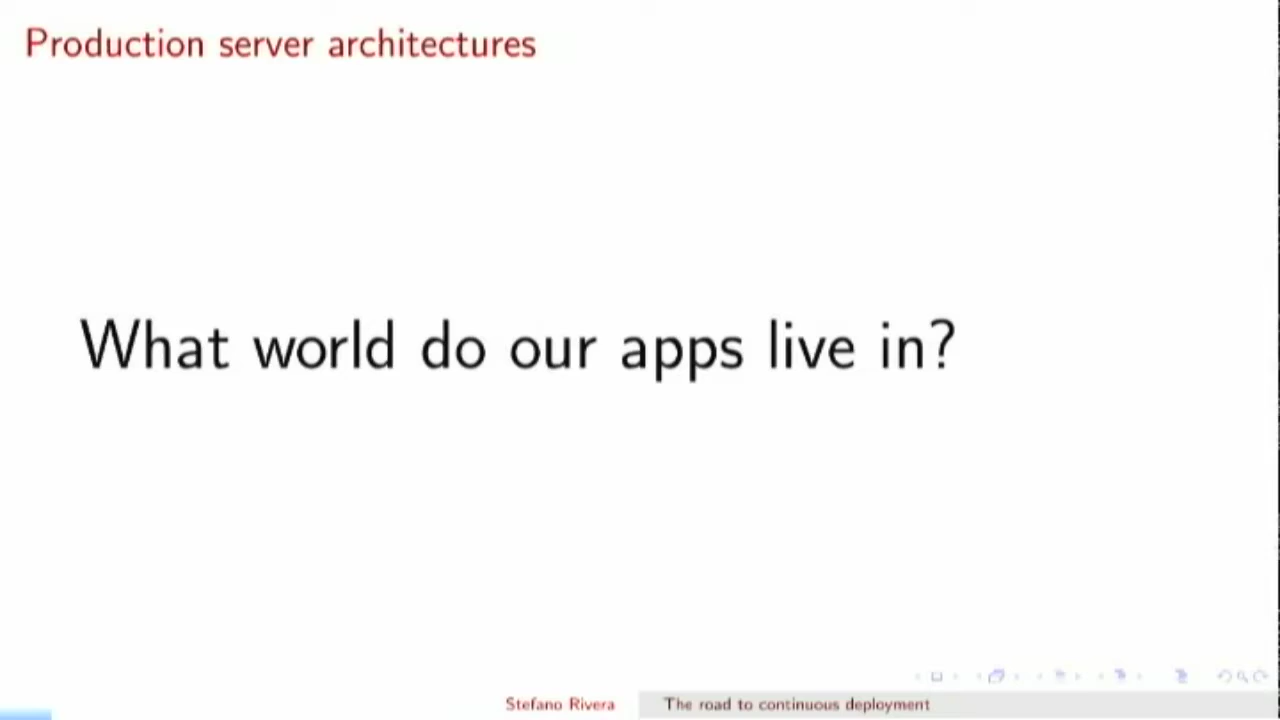 Production server architectures
What world do our apps live in?
Stefano Rivera
The road to continuous deployment